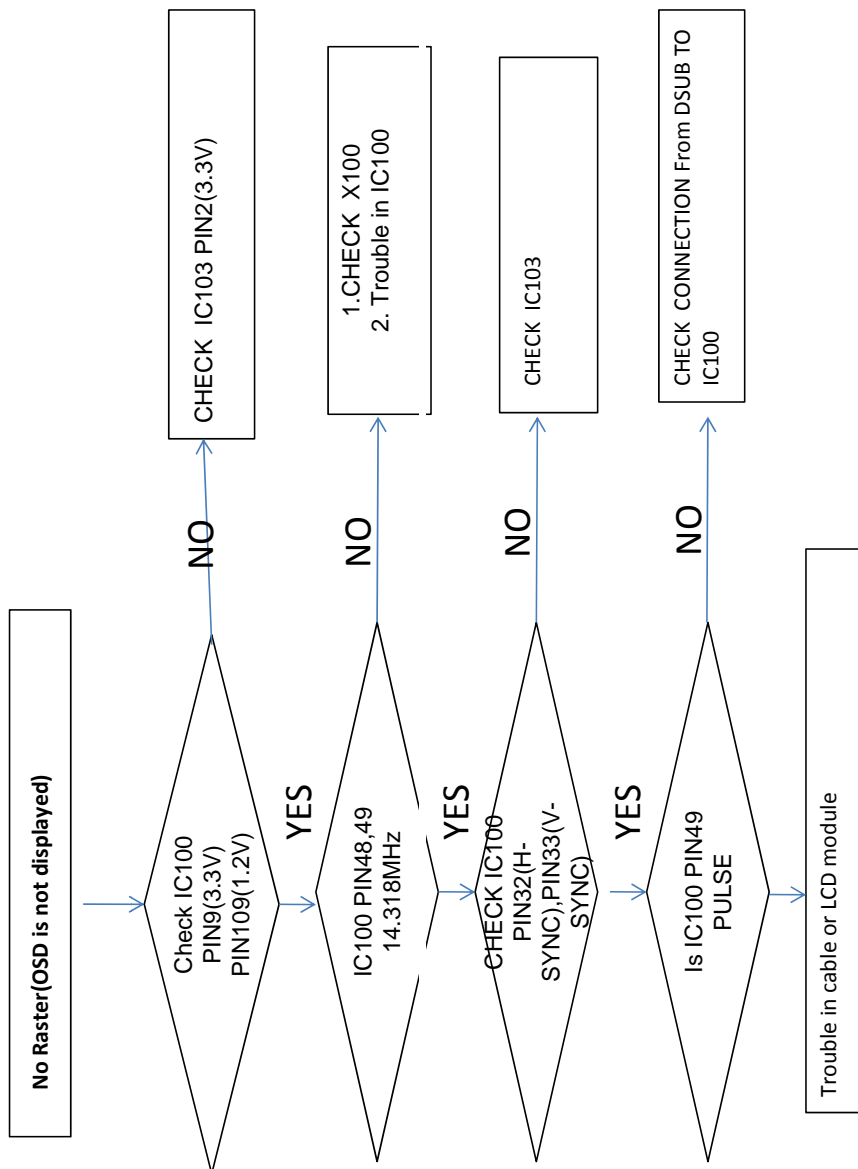 No Raster(OSD is not displayed)
Check IC100
PIN9(3.3V)
PIN109(1.2V)
NO
CHECK IC103 PIN2(3.3V)
YES
IC100 PIN48,49
14.318MHz
NO
1.CHECK X100
2. Trouble in IC100
YES
CHECK IC100
PIN32(H-
SYNC),PIN33(V-
SYNC)
NO
CHECK IC103
YES
Is IC100 PIN49
PULSE
NO
CHECK CONNECTION From DSUB TO
IC100
Trouble in cable or LCD module